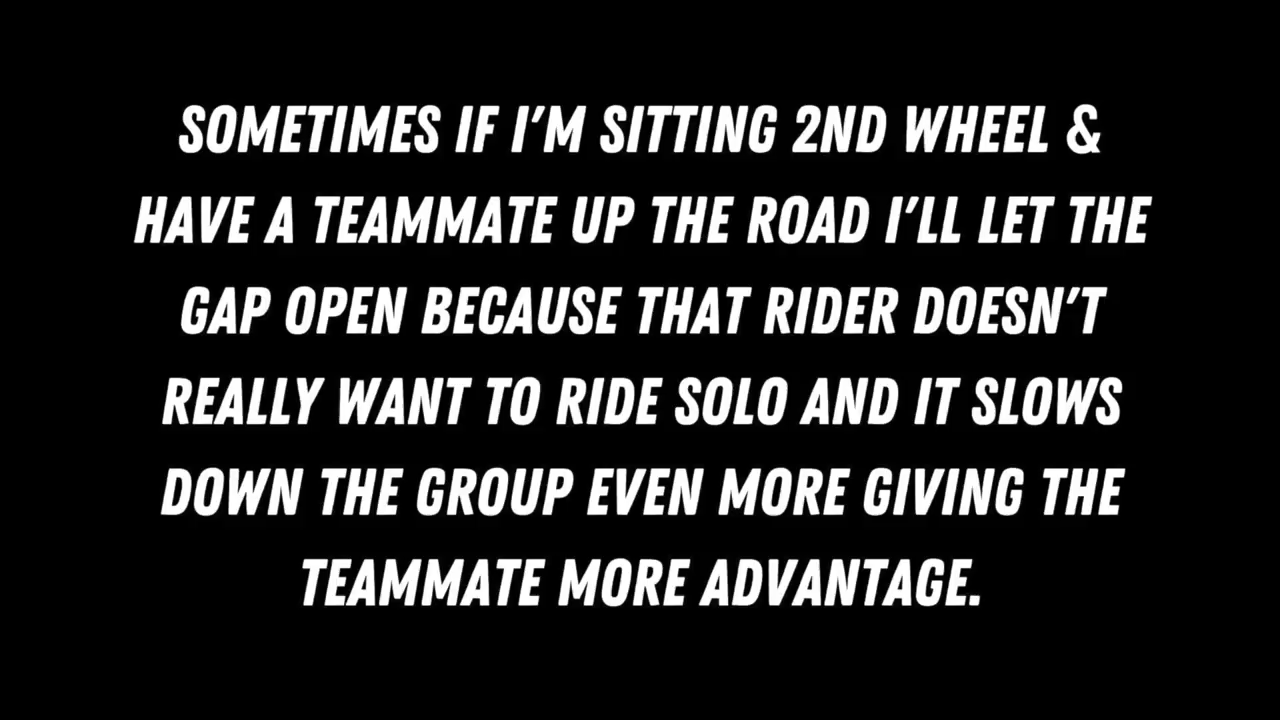 SOMETIMES IF I'M SITTING 2ND WHEEL &
HAVE A TEAMMATE UP THE ROAD I'LL LET THE
GAP OPEN BECAUSE THAT RIDER DOESN'T
REALLY WANT TO RIDE SOLO AND IT SLOWS
DOWN THE GROUP EVEN MORE GIVING THE
TEAMMATE MORE ADVANTAGE.